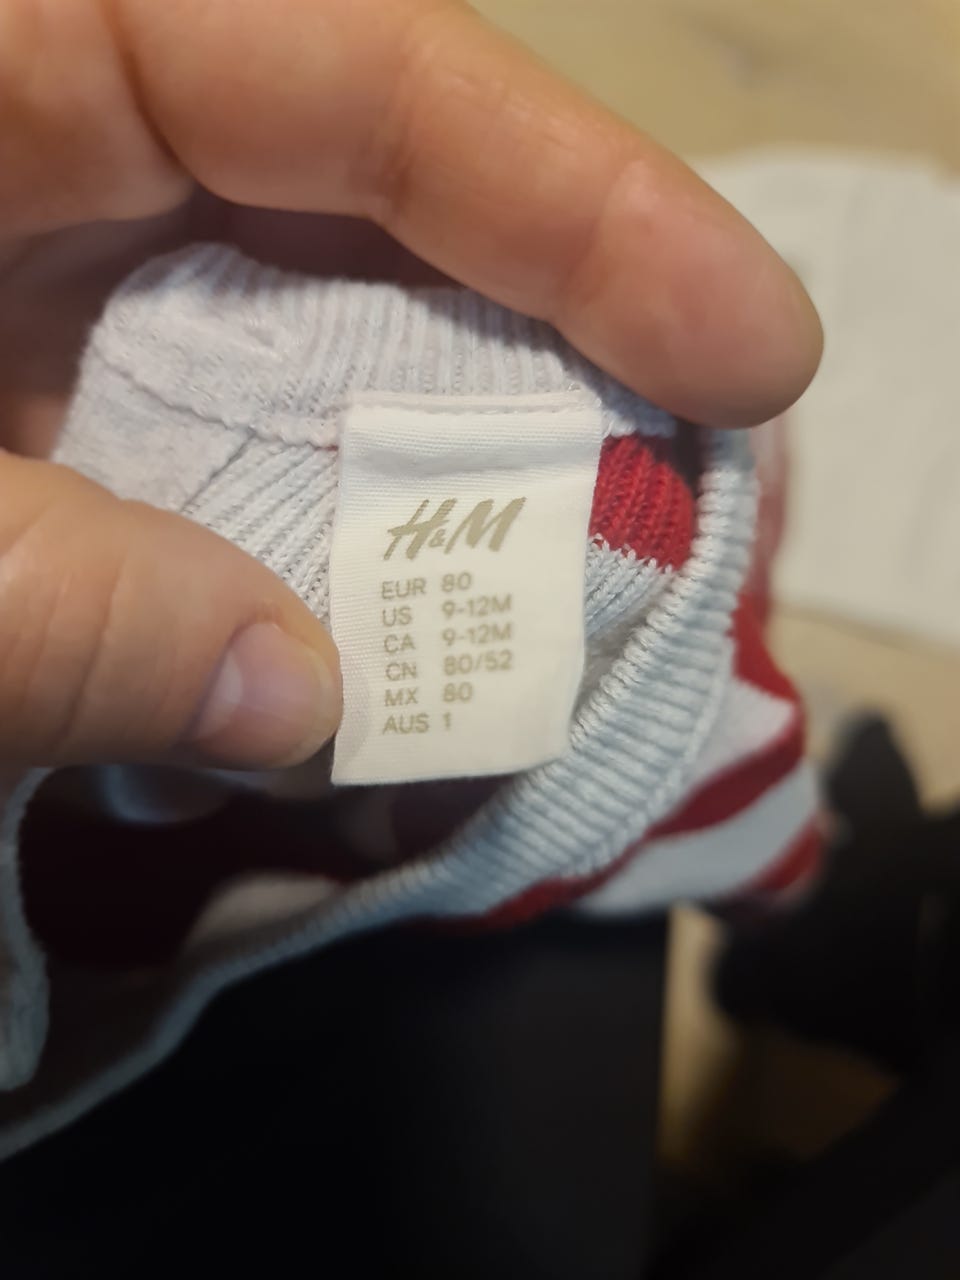 H&M
EUR 80
US 9-12M
CA 9-12M
CN 80/52
MX 80
AUS 1